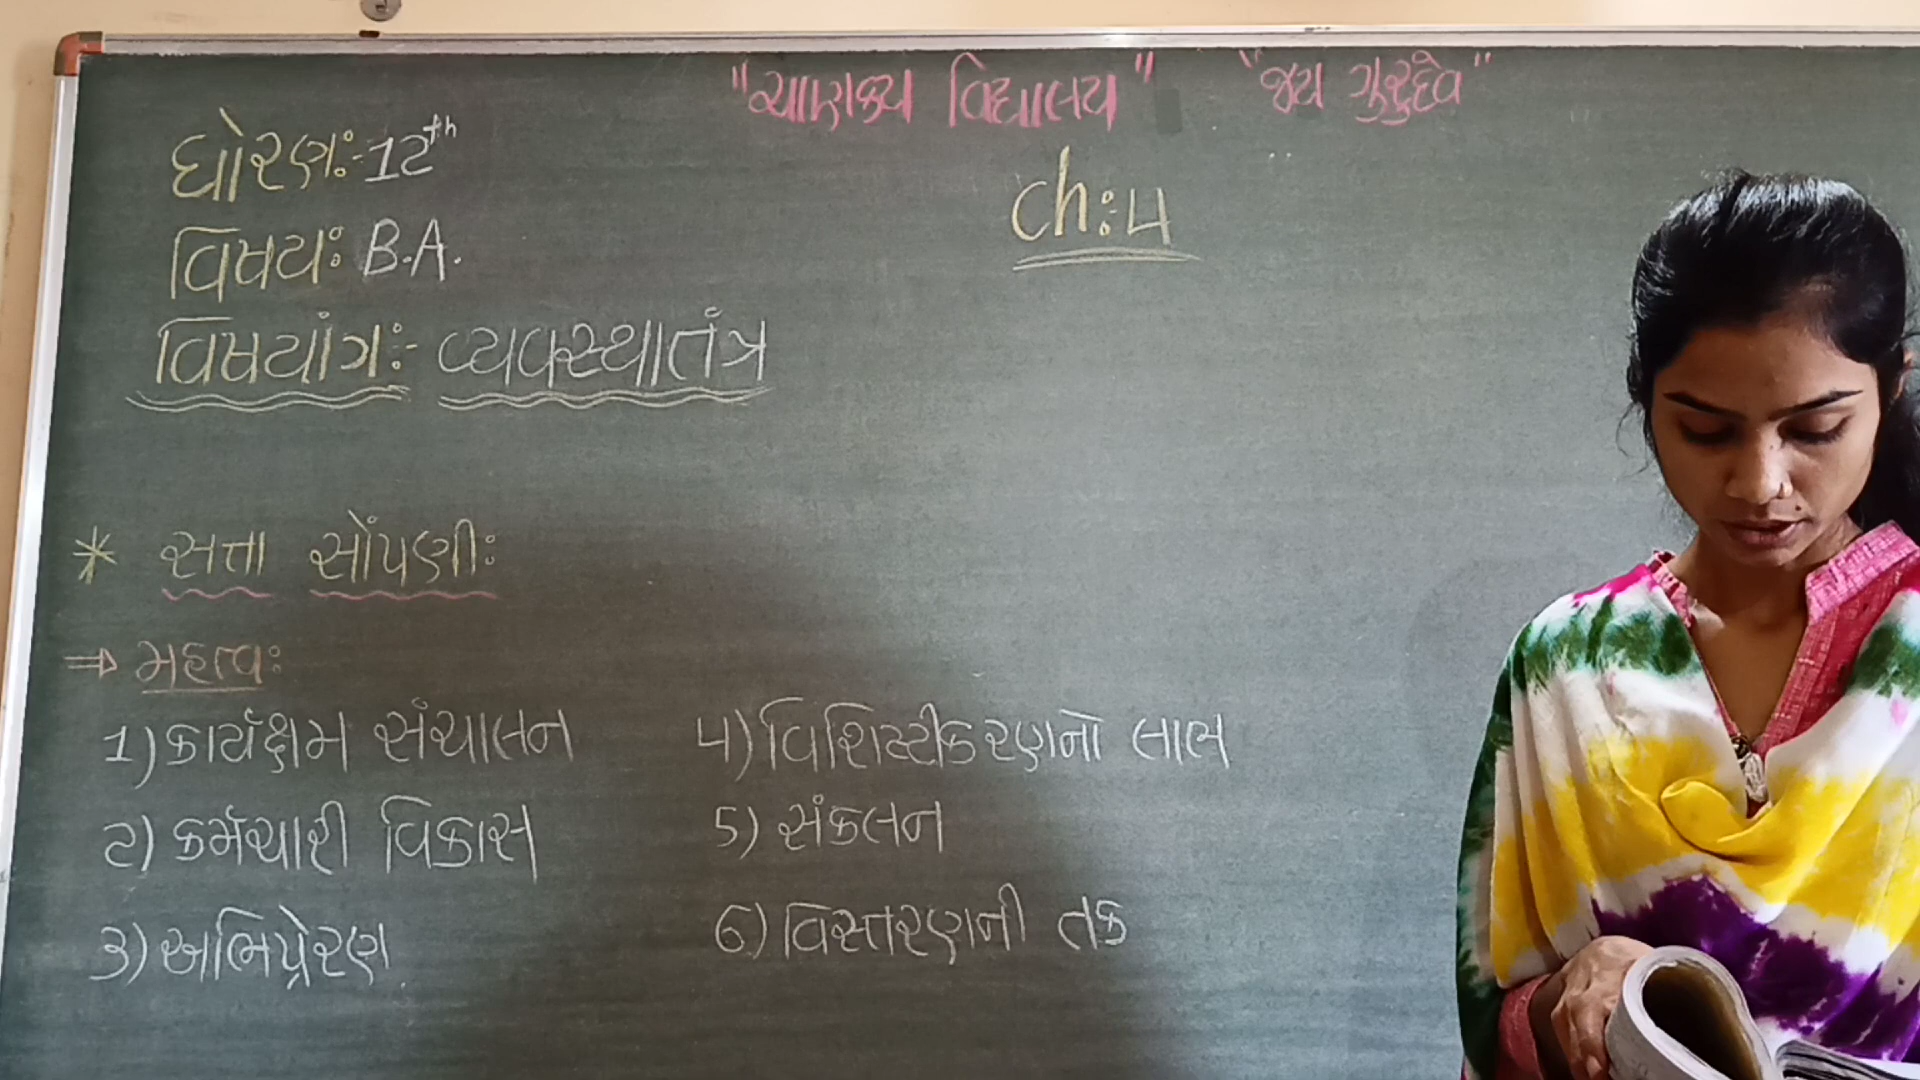 "ચાણક્ય વિદ્યાલય" "જય ગુરુદેવ"
ધોરણ:-12th
ch:4
વિષય: B.A.
વિષયાંગ:- વ્યવસ્થાતંત્ર
* સત્તા સોંપણી:
⇒ મહત્વ:
1) કાર્યક્ષમ સંચાલન
2) કર્મચારી વિકાસ
3) અભિપ્રેરણ
4) વિશિષ્ટીકરણનો લાભ
5) સંકલન
6) વિસ્તરણની તક